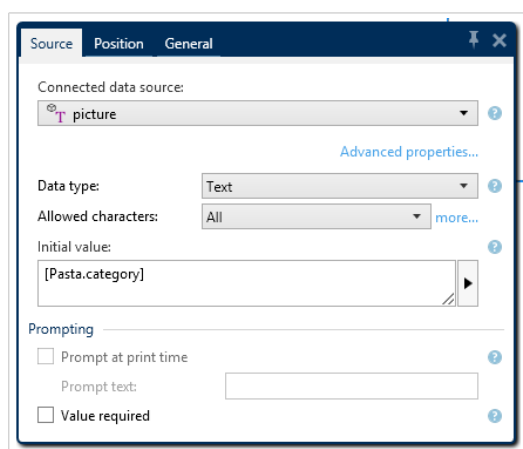 Source Position General
Connected data source:
T picture
Advanced properties...
Data type: Text
Allowed characters: All more...
Initial value:
[Pasta.category]
Prompting
Prompt at print time
Prompt text:
Value required